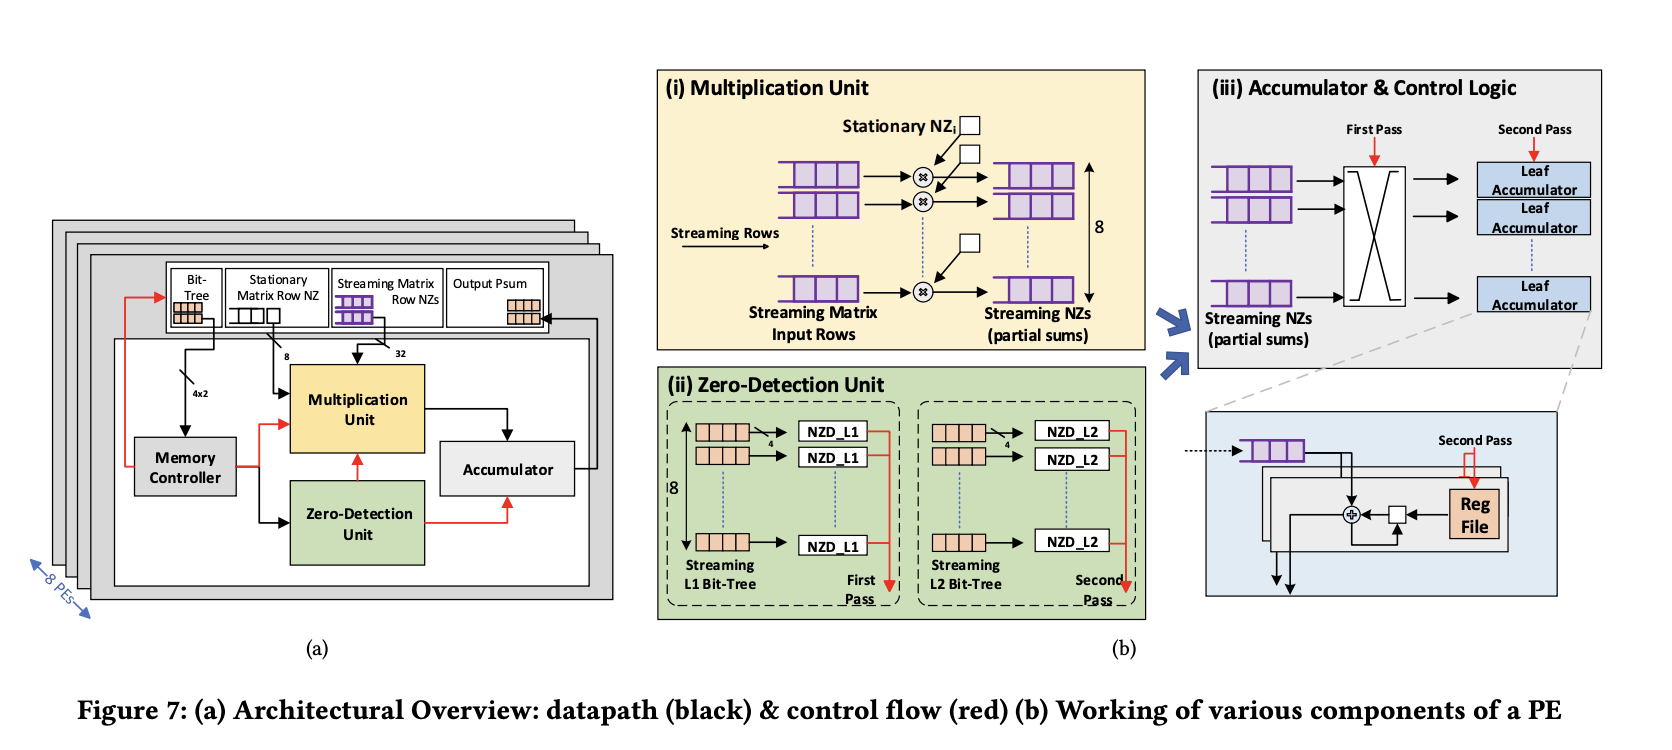 Bit-
Tree
Stationary
Matrix Row NZ
Streaming Matrix
Row NZs
Output Psum
8
32
4x2
Multiplication
Unit
Memory
Controller
Accumulator
Zero-Detection
Unit
8 PEs
(a)
(i) Multiplication Unit
Stationary NZi
Streaming Rows
8
Streaming Matrix
Input Rows
Streaming NZs
(partial sums)
(ii) Zero-Detection Unit
4
NZD_L1
NZD_L1
8
NZD_L1
Streaming
L1 Bit-Tree
First
Pass
4
NZD_L2
NZD_L2
NZD_L2
Streaming
L2 Bit-Tree
Second
Pass
(iii) Accumulator & Control Logic
First Pass
Second Pass
Leaf
Accumulator
Leaf
Accumulator
Leaf
Accumulator
Streaming NZs
(partial sums)
Second Pass
Reg
File
(b)
Figure 7: (a) Architectural Overview: datapath (black) & control flow (red) (b) Working of various components of a PE